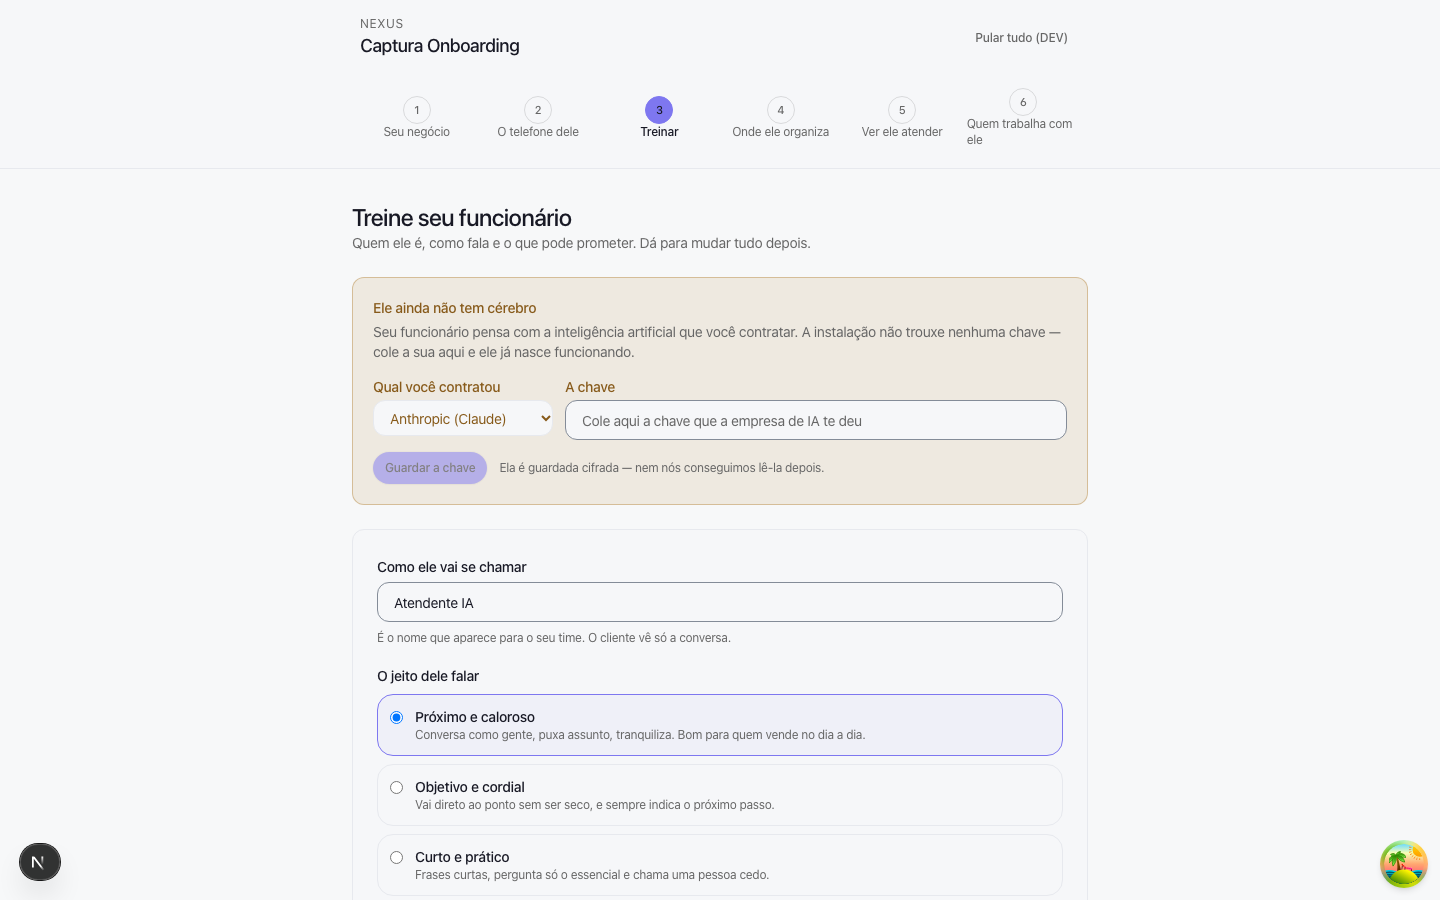 NEXUS
Captura Onboarding
Pular tudo (DEV)
1
Seu negócio
2
O telefone dele
3
Treinar
4
Onde ele organiza
5
Ver ele atender
6
Quem trabalha com
ele
Treine seu funcionário
Quem ele é, como fala e o que pode prometer. Dá para mudar tudo depois.
Ele ainda não tem cérebro
Seu funcionário pensa com a inteligência artificial que você contratar. A instalação não trouxe nenhuma chave —
cole a sua aqui e ele já nasce funcionando.
Qual você contratou
Anthropic (Claude)
A chave
Cole aqui a chave que a empresa de IA te deu
Guardar a chave
Ela é guardada cifrada — nem nós conseguimos lê-la depois.
Como ele vai se chamar
Atendente IA
É o nome que aparece para o seu time. O cliente vê só a conversa.
O jeito dele falar
Próximo e caloroso
Conversa como gente, puxa assunto, tranquiliza. Bom para quem vende no dia a dia.
Objetivo e cordial
Vai direto ao ponto sem ser seco, e sempre indica o próximo passo.
Curto e prático
Frases curtas, pergunta só o essencial e chama uma pessoa cedo.
N